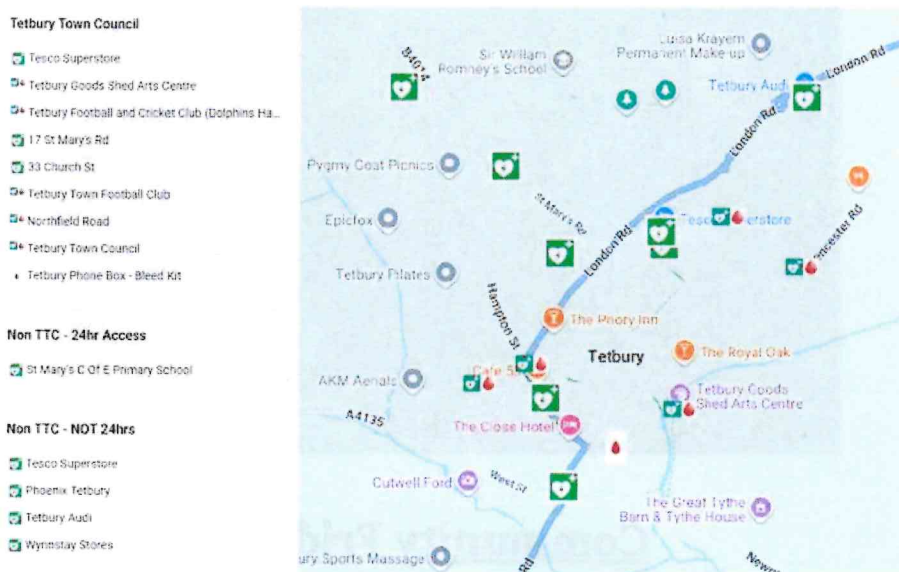 Tetbury Town Council
Tesco Superstore
Tetbury Goods Shed Arts Centre
Tetbury Football and Cricket Club (Dolphins Ha...
17 St Mary's Rd
33 Church St
Tetbury Town Football Club
Northfield Road
Tetbury Town Council
Tetbury Phone Box - Bleed Kit
Non TTC - 24hr Access
St Mary's C Of E Primary School
Non TTC - NOT 24hrs
Tesco Superstore
Phoenix Tetbury
Tetbury Audi
Wynnstay Stores
B4014
Sir William
Romney's School
Luisa Krayem
Permanent Make-up
Tetbury Audi
London Rd
London Rd
Pygmy Goat Picnics
St Mary's Rd
Epicfox
London Rd
Tetbury Pilates
Hampton St
The Priory Inn
Tetbury
The Royal Oak
AKM Aerials
Tetbury Goods
Shed Arts Centre
A4135
The Close Hotel
Cutwell Ford
West St
The Great Tythe
Barn & Tythe House
ury Sports Massage
Rd